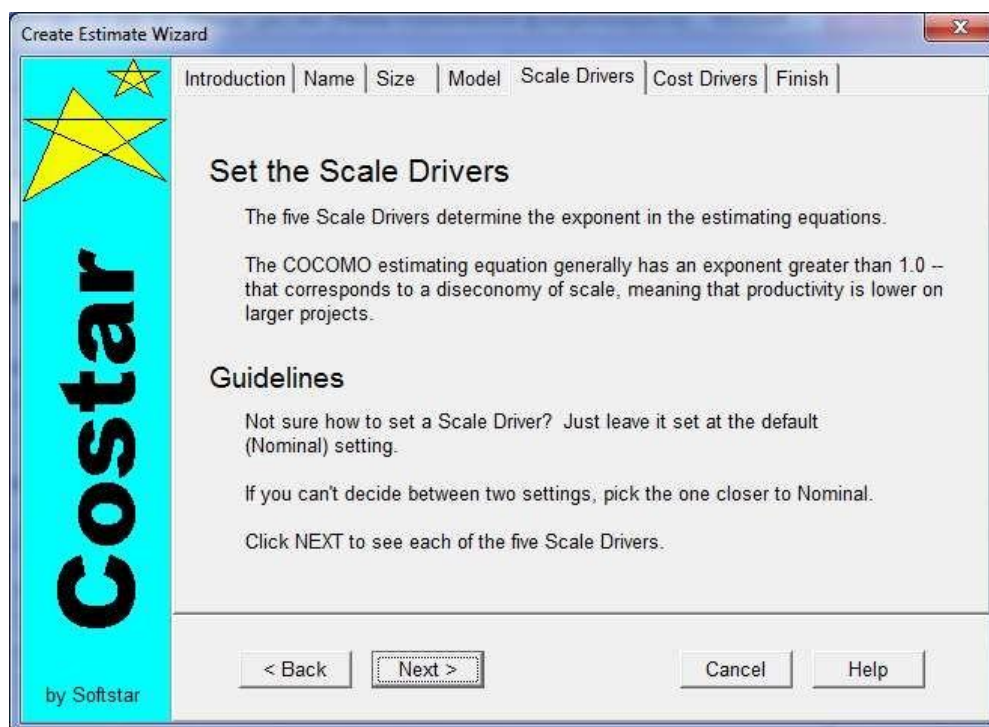 Create Estimate Wizard
Introduction Name Size Model Scale Drivers Cost Drivers Finish
Set the Scale Drivers
The five Scale Drivers determine the exponent in the estimating equations.
The COCOMO estimating equation generally has an exponent greater than 1.0 --
that corresponds to a diseconomy of scale, meaning that productivity is lower on
larger projects.
Guidelines
Not sure how to set a Scale Driver? Just leave it set at the default
(Nominal) setting.
If you can't decide between two settings, pick the one closer to Nominal.
Click NEXT to see each of the five Scale Drivers.
Costar
by Softstar
< Back Next > Cancel Help